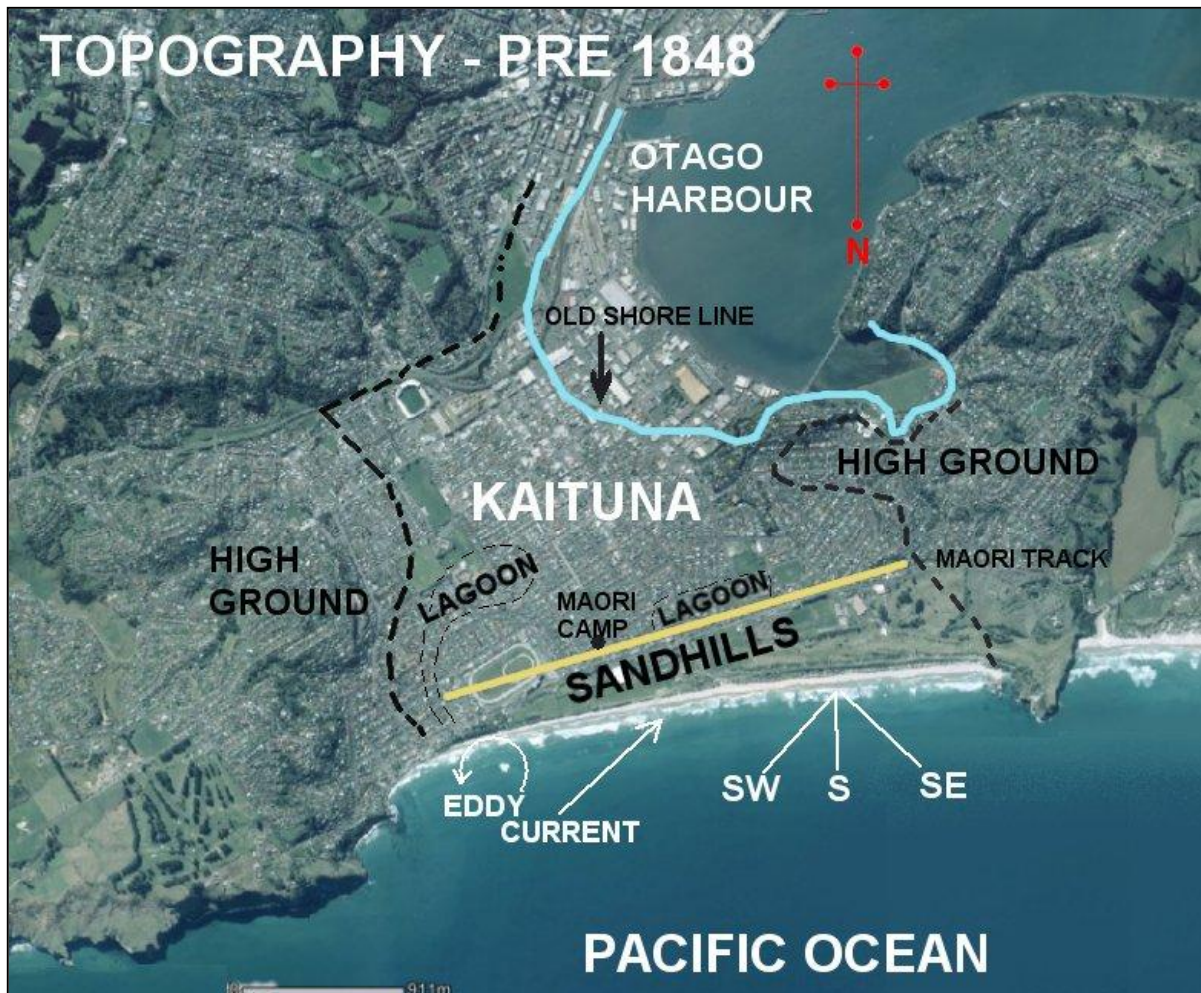 TOPOGRAPHY - PRE 1848
OTAGO
HARBOUR
N
OLD SHORE LINE
HIGH GROUND
KAITUNA
HIGH
GROUND
LAGOON
MAORI
CAMP
LAGOON
MAORI TRACK
SANDHILLS
SW
S
SE
EDDY
CURRENT
PACIFIC OCEAN
911m